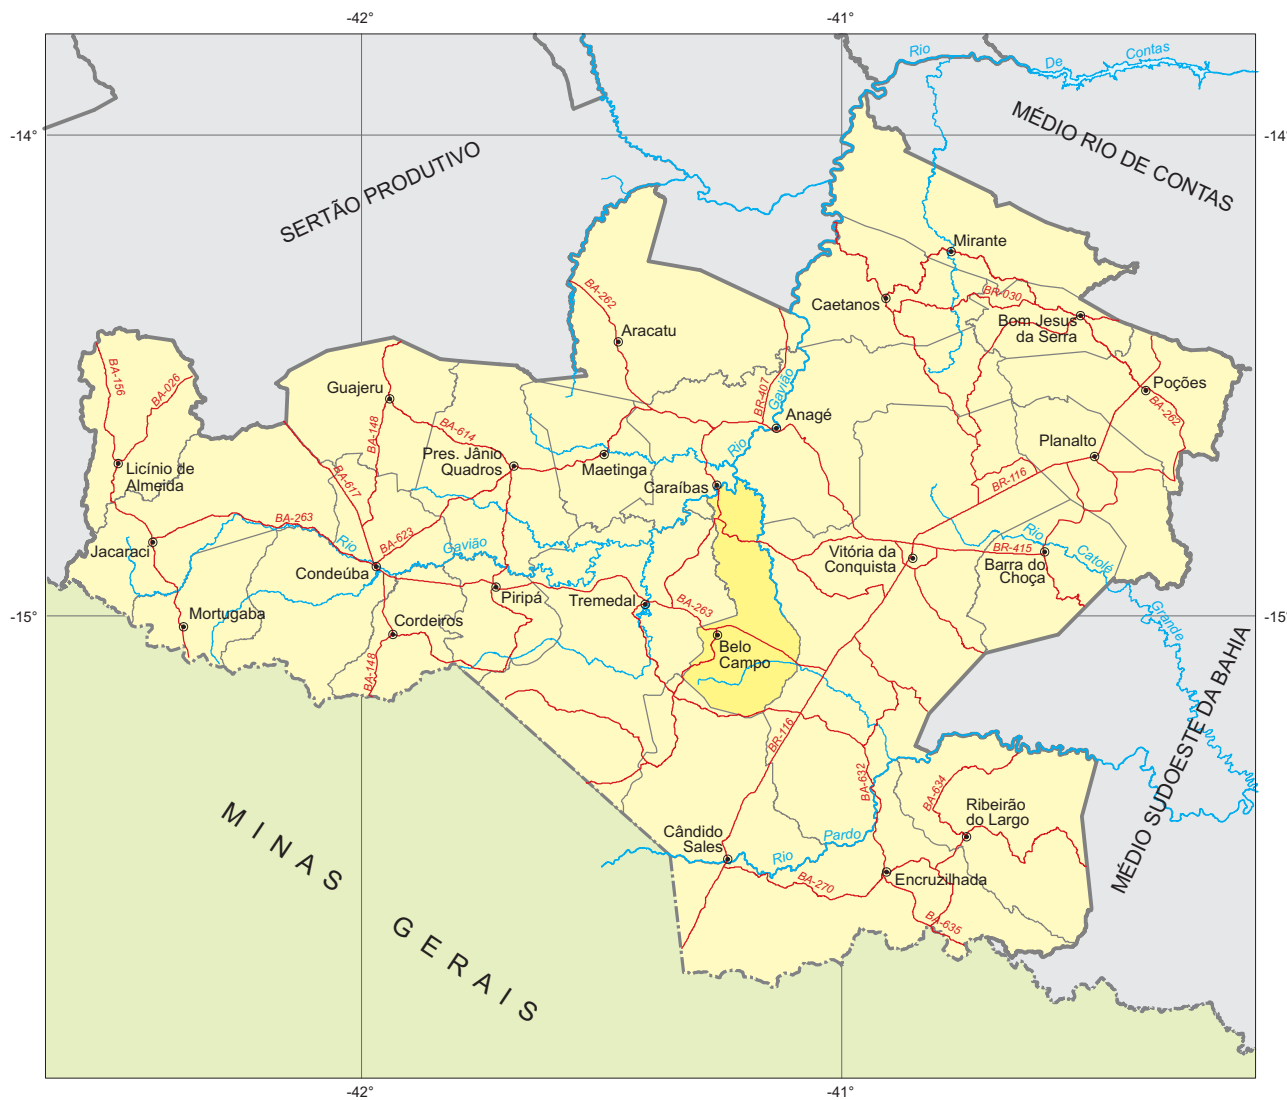 -42°
-41°
Rio
De
Contas
-14°
-14°
MÉDIO RIO DE CONTAS
SERTÃO PRODUTIVO
Mirante
BA-262
BR-030
Caetanos
Bom Jesus
da Serra
Aracatu
BA-156
BA-026
Guajeru
BR-407
Gavião
Poções
BA-262
Anagé
BA-148
BA-614
Planalto
Rio
Pres. Jânio
Quadros
Maetinga
Licínio de
Almeida
BA-617
Caraíbas
BR-116
BA-263
Rio
BA-623
Gavião
Jacaraci
Condeúba
Vitória da
Conquista
Rio
BR-415
Catolé
Barra do
Choça
Grande
Piripá
Tremedal
BA-263
Mortugaba
Cordeiros
-15°
-15°
Belo
Campo
BA-148
BR-116
BA-632
BA-634
MÉDIO SUDOESTE DA BAHIA
Ribeirão
do Largo
Cândido
Sales
Rio
Pardo
BA-270
Encruzilhada
BA-635
MINAS GERAIS
-42°
-41°